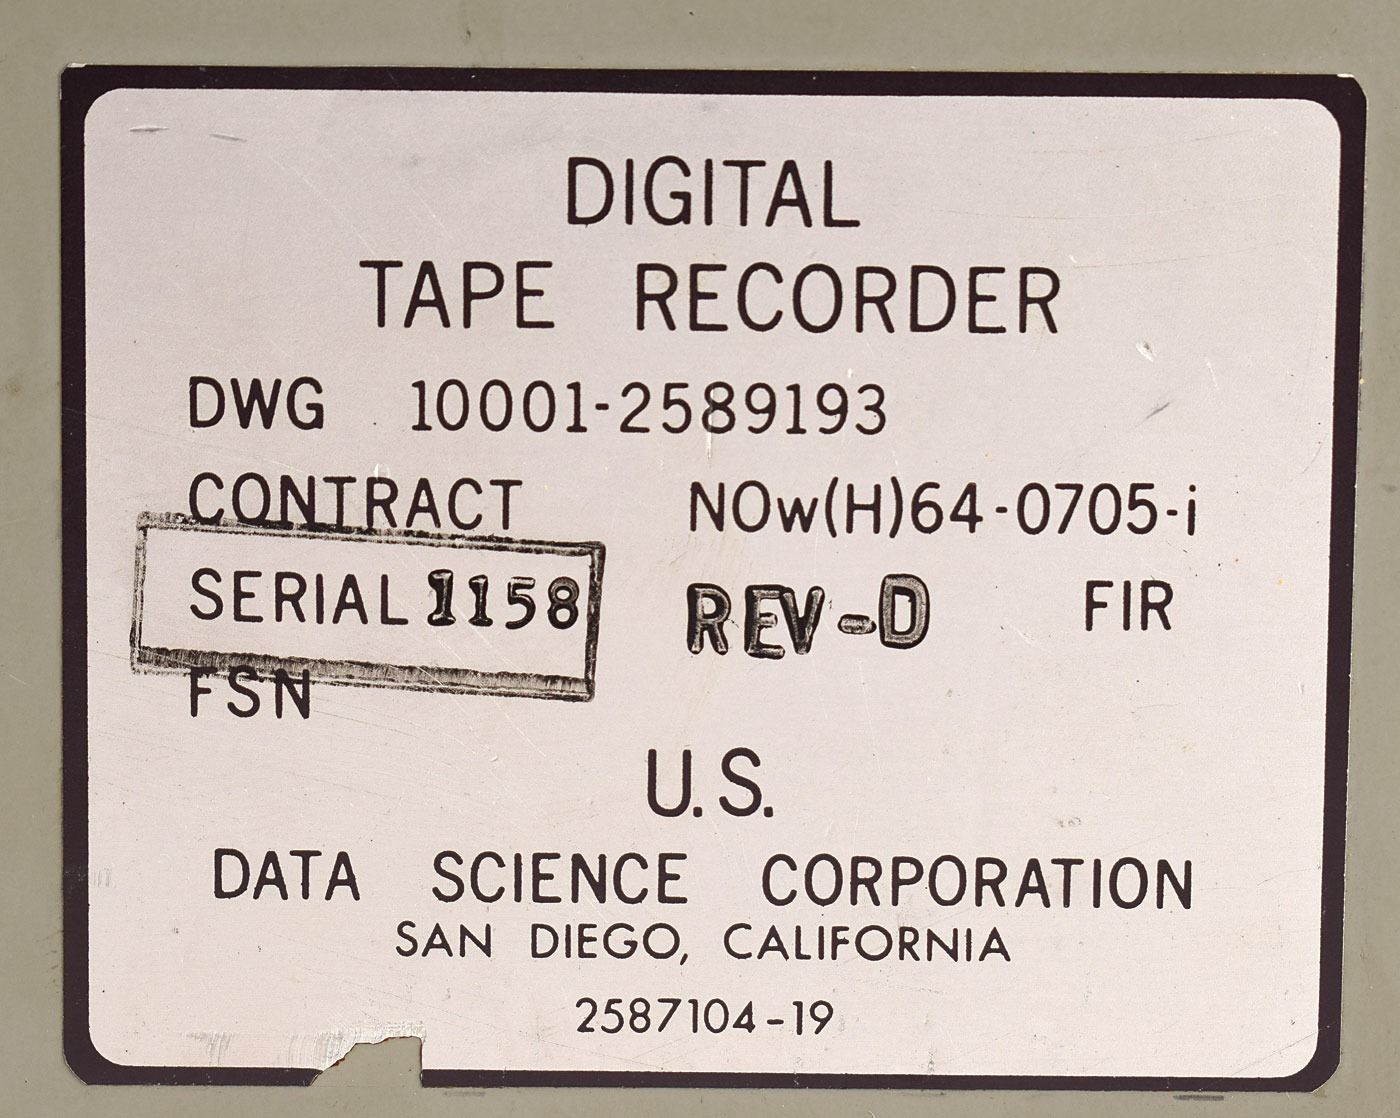 DIGITAL
TAPE RECORDER
DWG 10001-2589193
CONTRACT NOw(H)64-0705-i
SERIAL 1158 REV-D FIR
FSN
U.S.
DATA SCIENCE CORPORATION
SAN DIEGO, CALIFORNIA
2587104-19